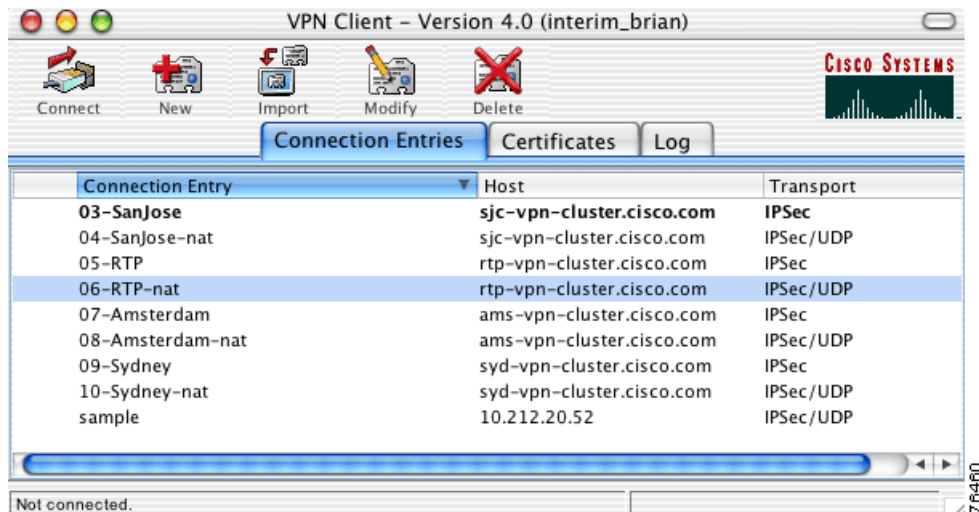 VPN Client – Version 4.0 (interim_brian)
Connect New Import Modify Delete
CISCO SYSTEMS
Connection Entries Certificates Log
Connection Entry Host Transport
03-SanJose sjc-vpn-cluster.cisco.com IPSec
04-SanJose-nat sjc-vpn-cluster.cisco.com IPSec/UDP
05-RTP rtp-vpn-cluster.cisco.com IPSec
06-RTP-nat rtp-vpn-cluster.cisco.com IPSec/UDP
07-Amsterdam ams-vpn-cluster.cisco.com IPSec
08-Amsterdam-nat ams-vpn-cluster.cisco.com IPSec/UDP
09-Sydney syd-vpn-cluster.cisco.com IPSec
10-Sydney-nat syd-vpn-cluster.cisco.com IPSec/UDP
sample 10.212.20.52 IPSec/UDP
Not connected.
76460